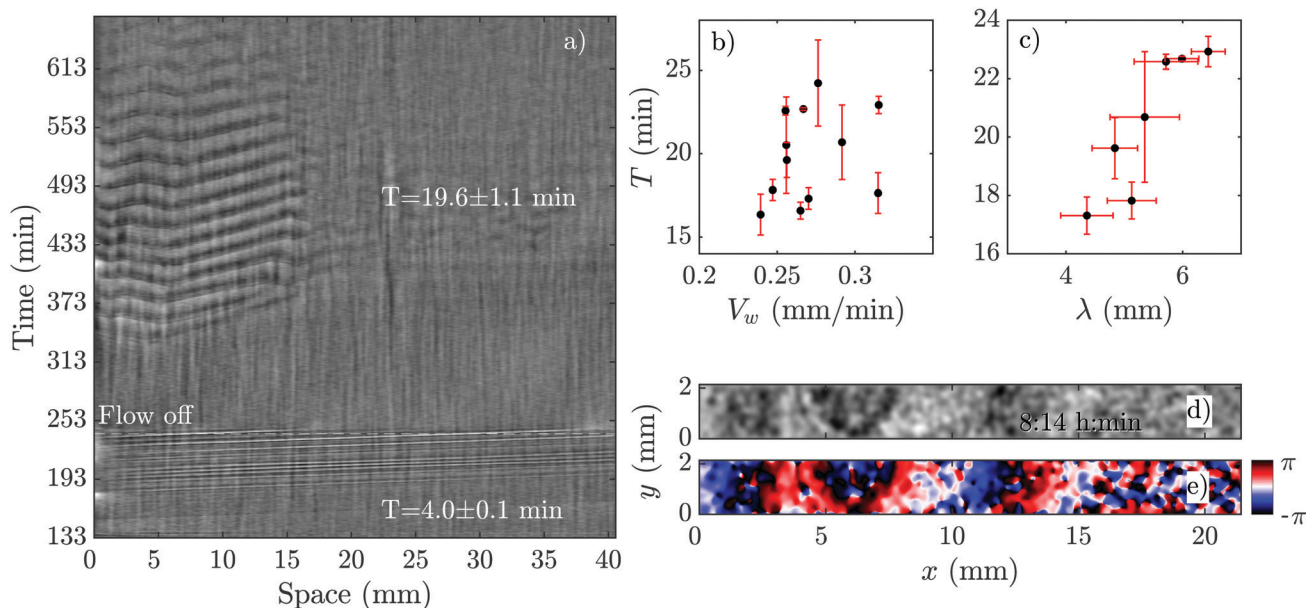 a)
613
553
493
433
373
313
253
193
133
Time (min)
T=19.6±1.1 min
Flow off
T=4.0±0.1 min
0 5 10 15 20 25 30 35 40
Space (mm)
b)
25
20
15
T (min)
0.2 0.25 0.3
V_w (mm/min)
c)
24
22
20
18
16
4 6
λ (mm)
2
0
d)
8:14 h:min
2
0
e)
π
-π
y (mm)
0 5 10 15 20
x (mm)